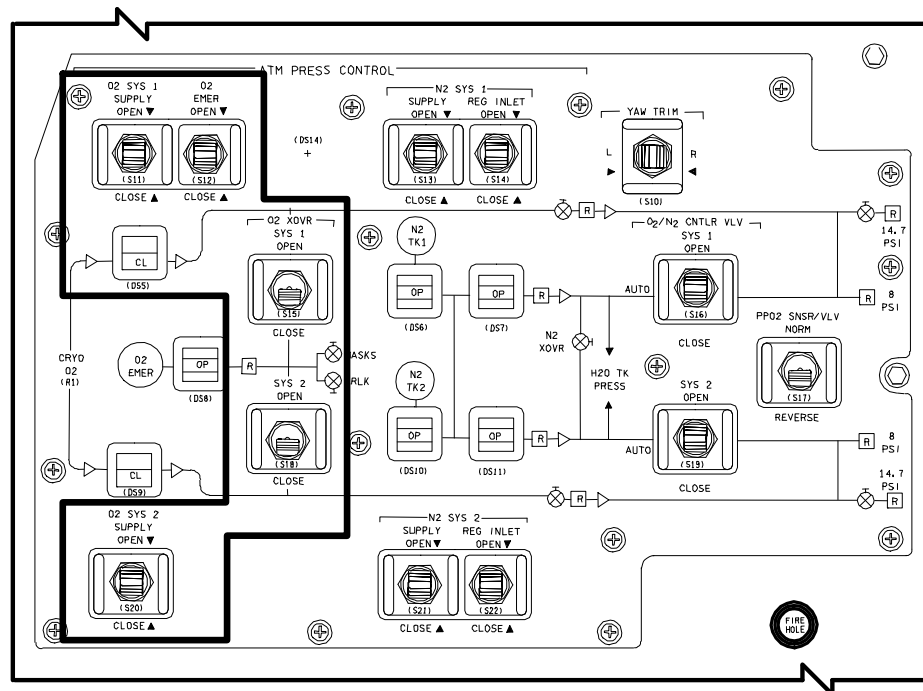 ATM PRESS CONTROL
O2 SYS 1
SUPPLY
OPEN ▼
(S11)
CLOSE ▲
O2
EMER
OPEN ▼
(S12)
CLOSE ▲
(DS14)
N2 SYS 1
SUPPLY
OPEN ▼
(S13)
CLOSE ▲
REG INLET
OPEN ▼
(S14)
CLOSE ▲
YAW TRIM
L
R
(S10)
R
R
14.7
PSI
CL
(DS5)
O2 XOVR
SYS 1
OPEN
(S15)
CLOSE
N2
TK1
OP
(DS6)
OP
(DS7)
R
O2/N2 CNTLR VLV
SYS 1
OPEN
AUTO
(S16)
CLOSE
R
8
PSI
PPO2 SNSR/VLV
NORM
(S17)
REVERSE
CRYO
O2
(R1)
O2
EMER
OP
(DS8)
R
ASKS
RLK
N2
XOVR
H2O TK
PRESS
SYS 2
OPEN
(S18)
CLOSE
N2
TK2
OP
(DS10)
OP
(DS11)
R
SYS 2
OPEN
AUTO
(S19)
CLOSE
R
8
PSI
CL
(DS9)
R
14.7
PSI
R
O2 SYS 2
SUPPLY
OPEN ▼
(S20)
CLOSE ▲
N2 SYS 2
SUPPLY
OPEN ▼
(S21)
CLOSE ▲
REG INLET
OPEN ▼
(S22)
CLOSE ▲
FIRE
HOLE